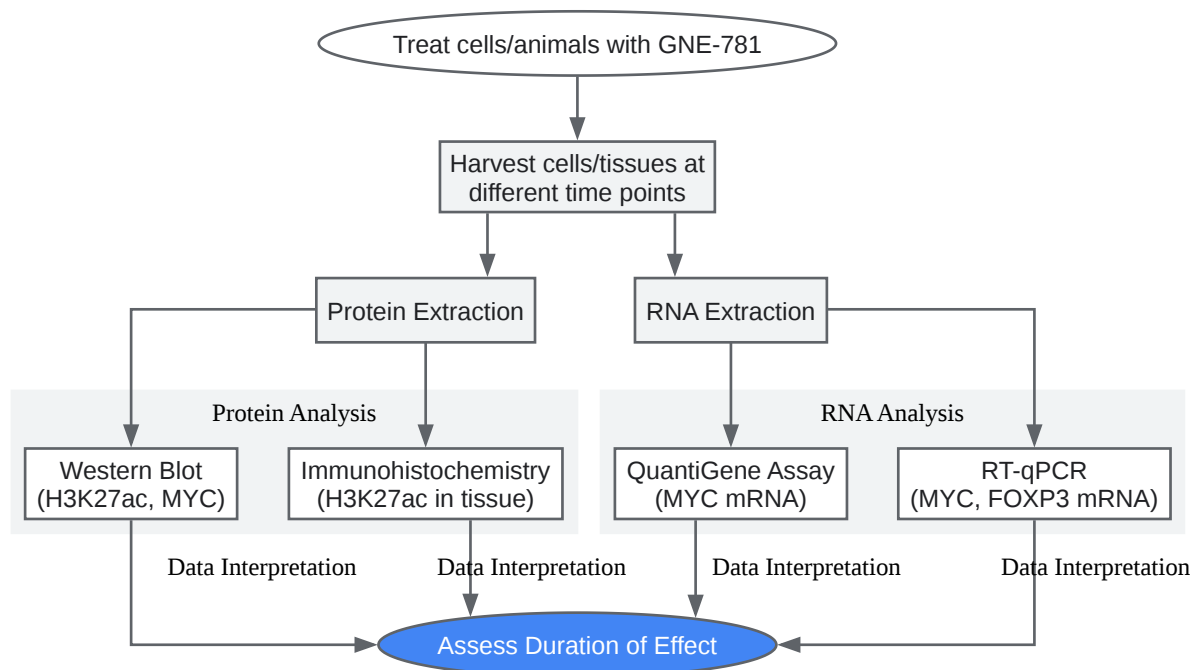 Treat cells/animals with GNE-781
Harvest cells/tissues at
different time points
Protein Extraction
RNA Extraction
Protein Analysis
RNA Analysis
Western Blot
(H3K27ac, MYC)
Immunohistochemistry
(H3K27ac in tissue)
QuantiGene Assay
(MYC mRNA)
RT-qPCR
(MYC, FOXP3 mRNA)
Data Interpretation
Data Interpretation
Data Interpretation
Data Interpretation
Assess Duration of Effect